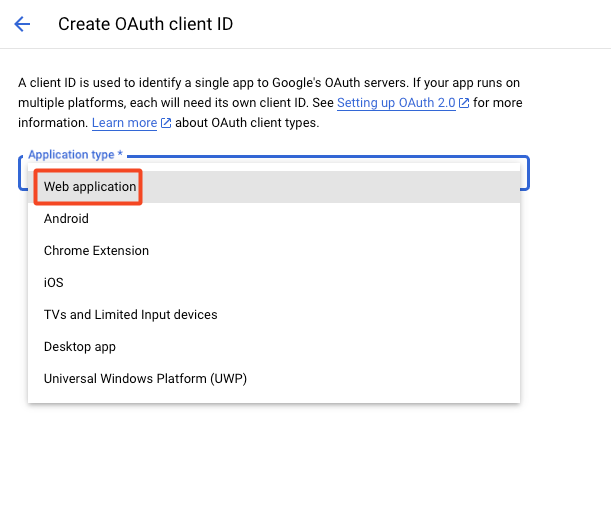 Create OAuth client ID
A client ID is used to identify a single app to Google's OAuth servers. If your app runs on
multiple platforms, each will need its own client ID. See Setting up OAuth 2.0 for more
information. Learn more about OAuth client types.
Application type *
Web application
Android
Chrome Extension
iOS
TVs and Limited Input devices
Desktop app
Universal Windows Platform (UWP)